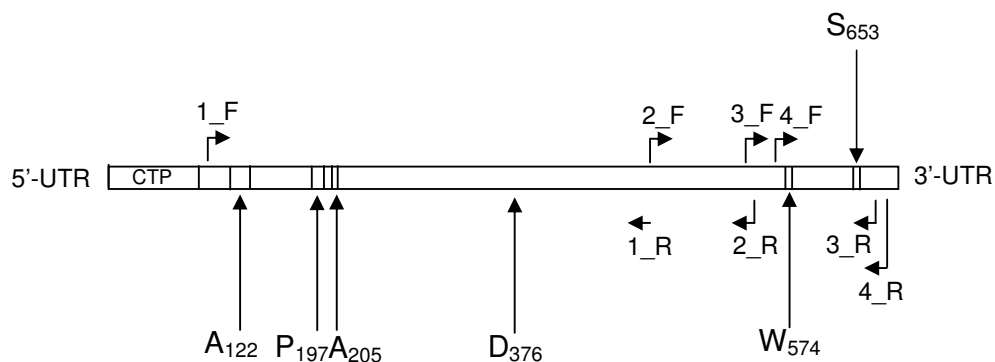 S653
1_F
2_F
3_F
4_F
5’-UTR
CTP
3’-UTR
1_R
2_R
3_R
4_R
A122
P197
A205
D376
W574